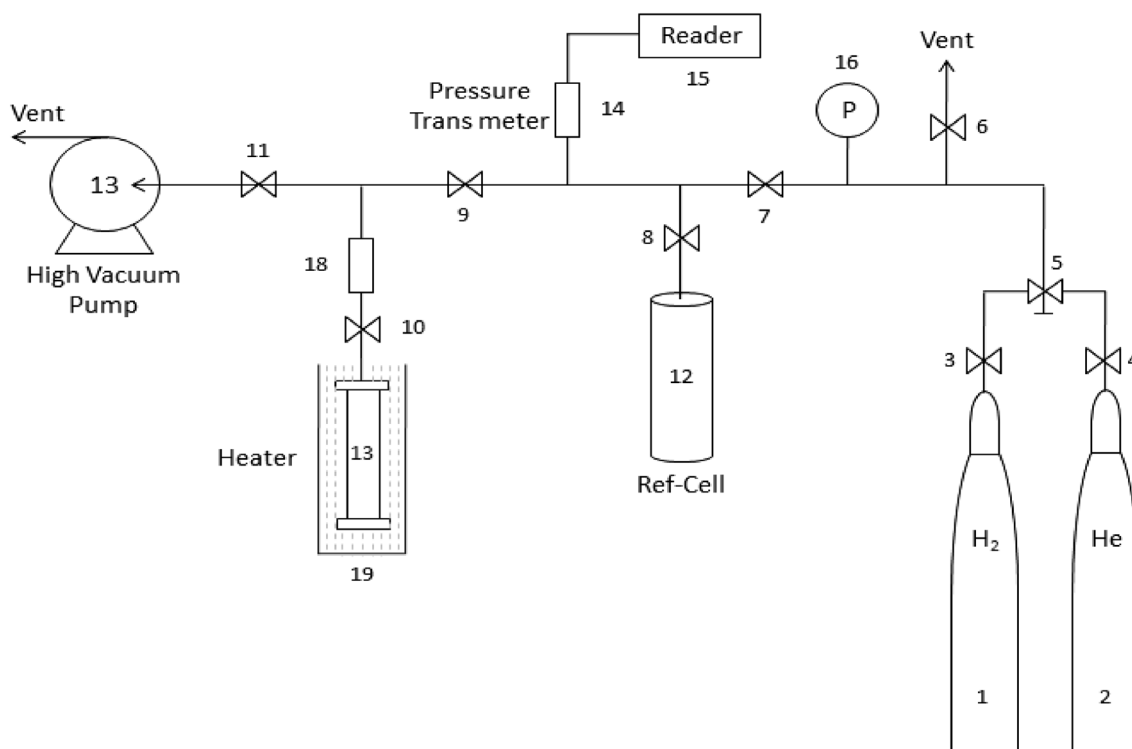 Reader
15
Vent
16
P
6
Pressure
Trans meter
14
Vent
13
11
9
7
8
5
High Vacuum
Pump
18
10
3
4
12
Heater
13
Ref-Cell
19
H₂
He
1
2